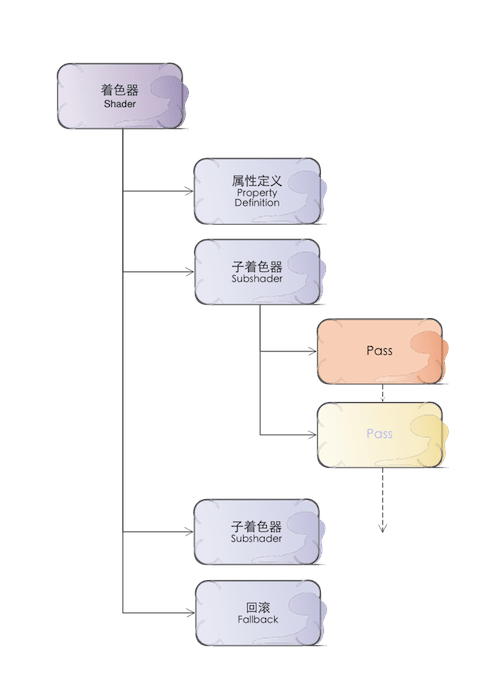 着色器
Shader
属性定义
Property
Definition
子着色器
Subshader
Pass
Pass
子着色器
Subshader
回滚
Fallback